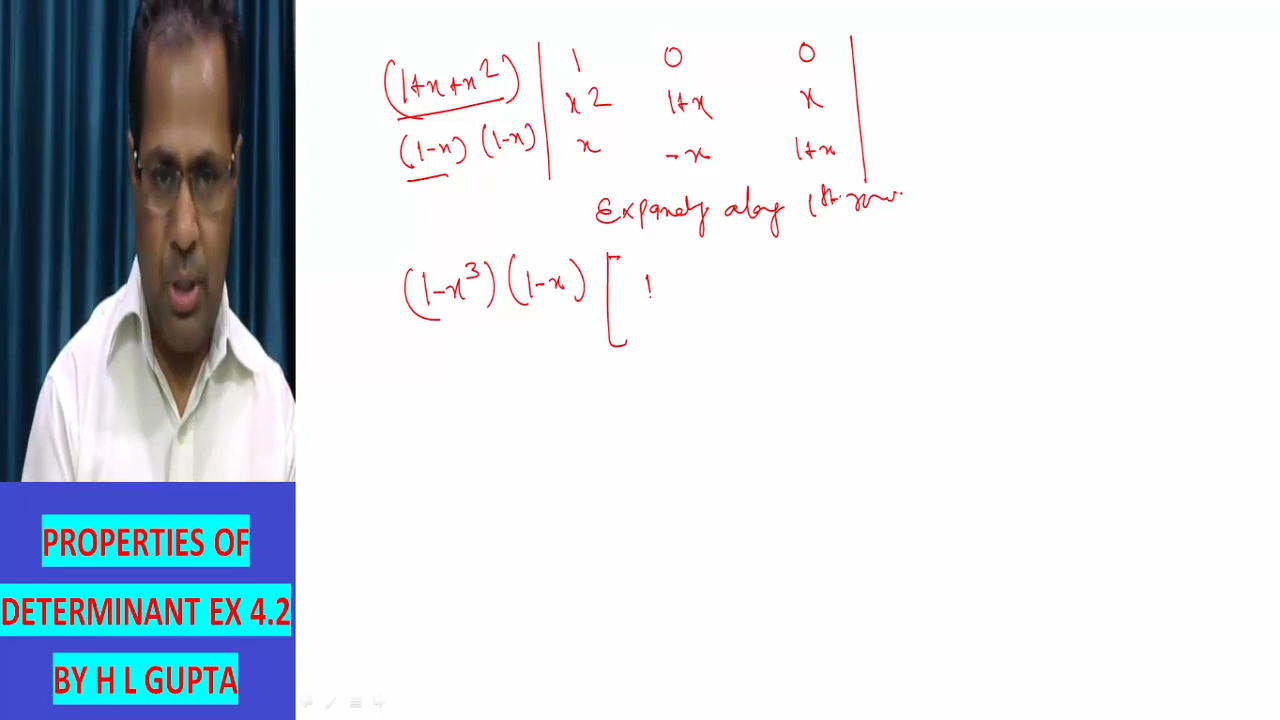 (1+x+x2) | 1 0 0 |
x2 1+x x
(1-x) (1-x) x -x 1+x
along 1st row.
(1-x3) (1-x) [ 1
PROPERTIES OF
DETERMINANT EX 4.2
BY H L GUPTA